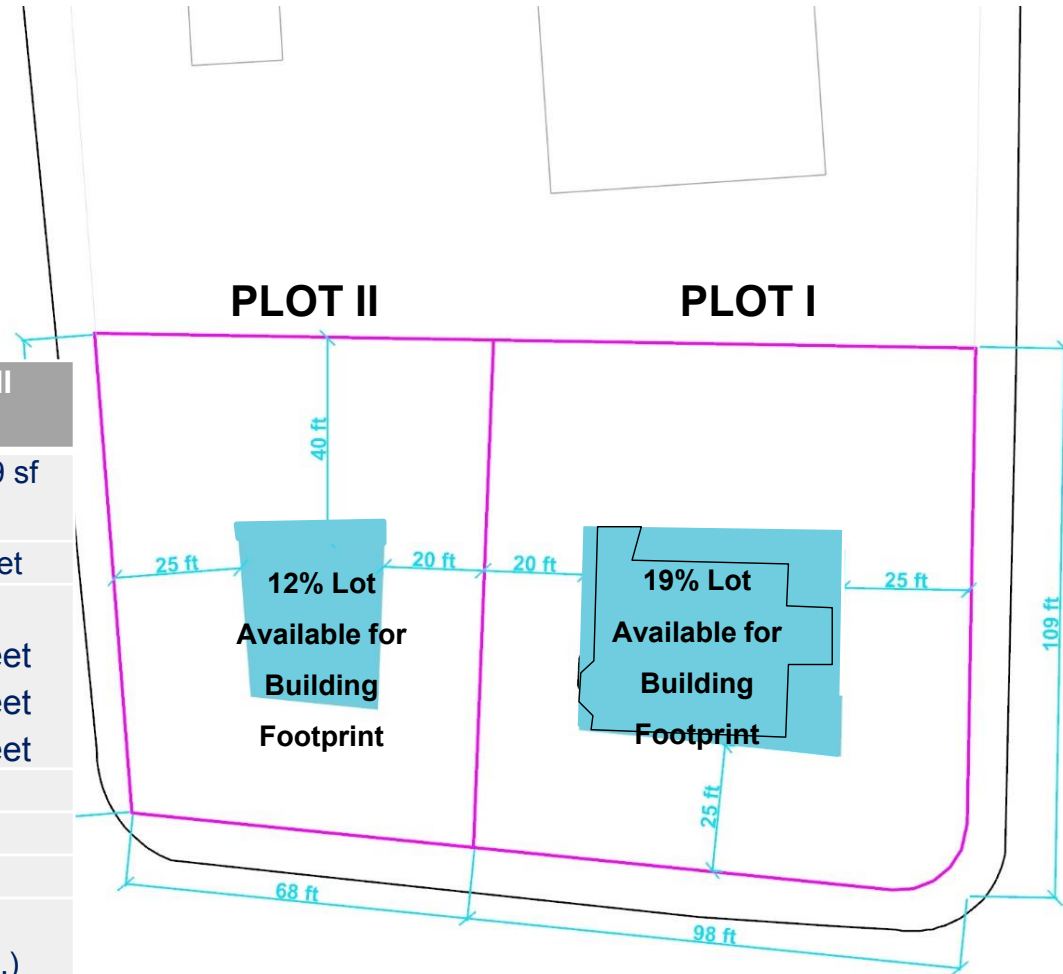 PLOT II
PLOT I
II
9 sf
et
eet
eet
eet
.)
40 ft
25 ft
20 ft
20 ft
25 ft
109 ft
12% Lot
Available for
Building
Footprint
19% Lot
Available for
Building
Footprint
25 ft
68 ft
98 ft